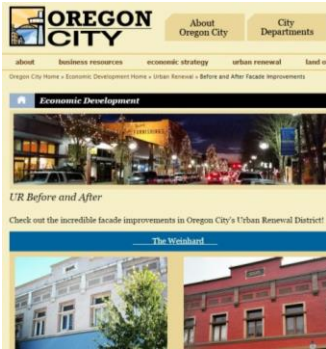 OREGON
CITY
About
Oregon City
City
Departments
about business resources economic strategy urban renewal land
Oregon City Home » Economic Development Home » Urban Renewal » Before and After Facade Improvements
Economic Development
UR Before and After
Check out the incredible facade improvements in Oregon City's Urban Renewal District!
The Weinhard